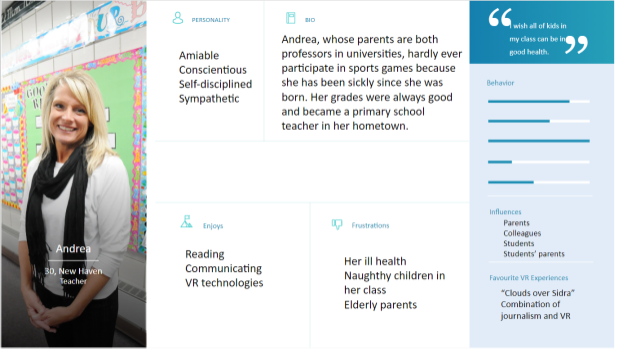 Andrea
30, New Haven
Teacher
PERSONALITY
Amiable
Conscientious
Self-disciplined
Sympathetic
BIO
Andrea, whose parents are both
professors in universities, hardly ever
participate in sports games because
she has been sickly since she was
born. Her grades were always good
and became a primary school
teacher in her hometown.
Enjoys
Reading
Communicating
VR technologies
Frustrations
Her ill health
Naughthy children in
her class
Elderly parents
“I wish all of kids in
my class can be in
good health.”
Behavior
Influences
Parents
Colleagues
Students
Students’ parents
Favourite VR Experiences
“Clouds over Sidra”
Combination of
journalism and VR